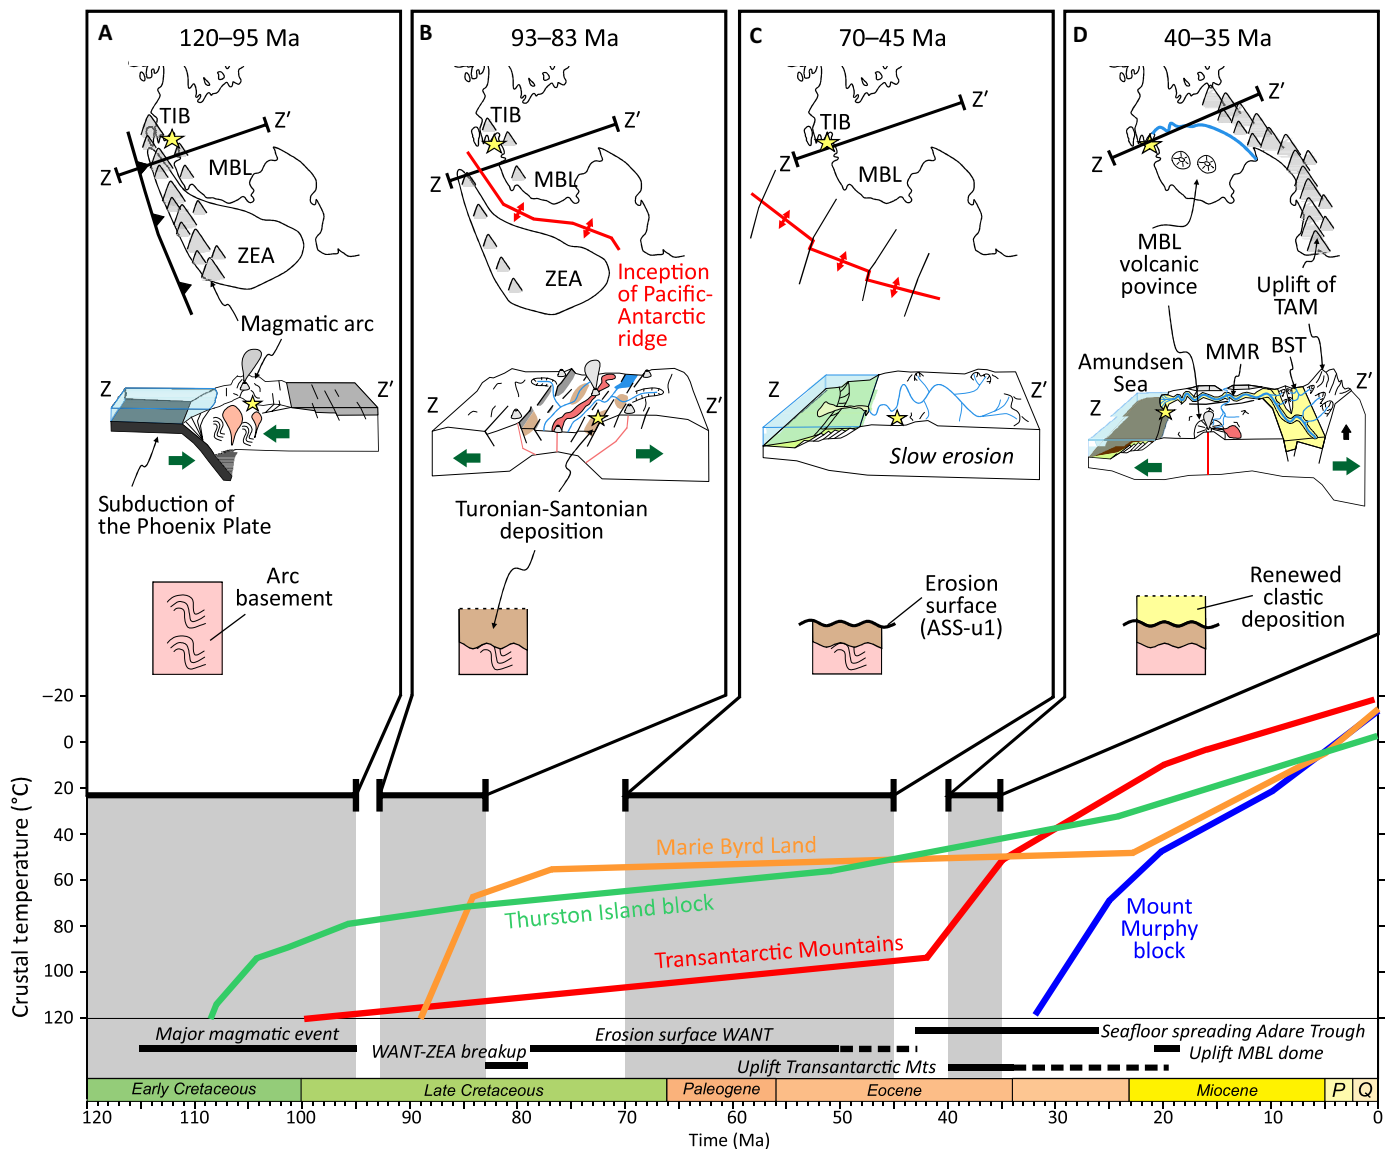 A
120–95 Ma
TIB
Z'
Z
MBL
ZEA
Magmatic arc
Z
Z'
Subduction of
the Phoenix Plate
Arc
basement
B
93–83 Ma
TIB
Z'
Z
MBL
ZEA
Inception
of Pacific-
Antarctic
ridge
Z
Z'
Turonian-Santonian
deposition
C
70–45 Ma
TIB
Z'
Z
MBL
Z
Z'
Slow erosion
Erosion
surface
(ASS-u1)
D
40–35 Ma
Z'
Z
MBL
volcanic
povince
Uplift of
TAM
Amundsen
Sea
MMR
BST
Z
Z'
Renewed
clastic
deposition
Crustal temperature (°C)
–20
0
20
40
60
80
100
120
Marie Byrd Land
Thurston Island block
Transantarctic Mountains
Mount
Murphy
block
Major magmatic event
WANT-ZEA breakup
Erosion surface WANT
Seafloor spreading Adare Trough
Uplift MBL dome
Uplift Transantarctic Mts
Early Cretaceous
Late Cretaceous
Paleogene
Eocene
Miocene
P
Q
120 100 90 80 70 60 50 40 30 20 10 0
Time (Ma)